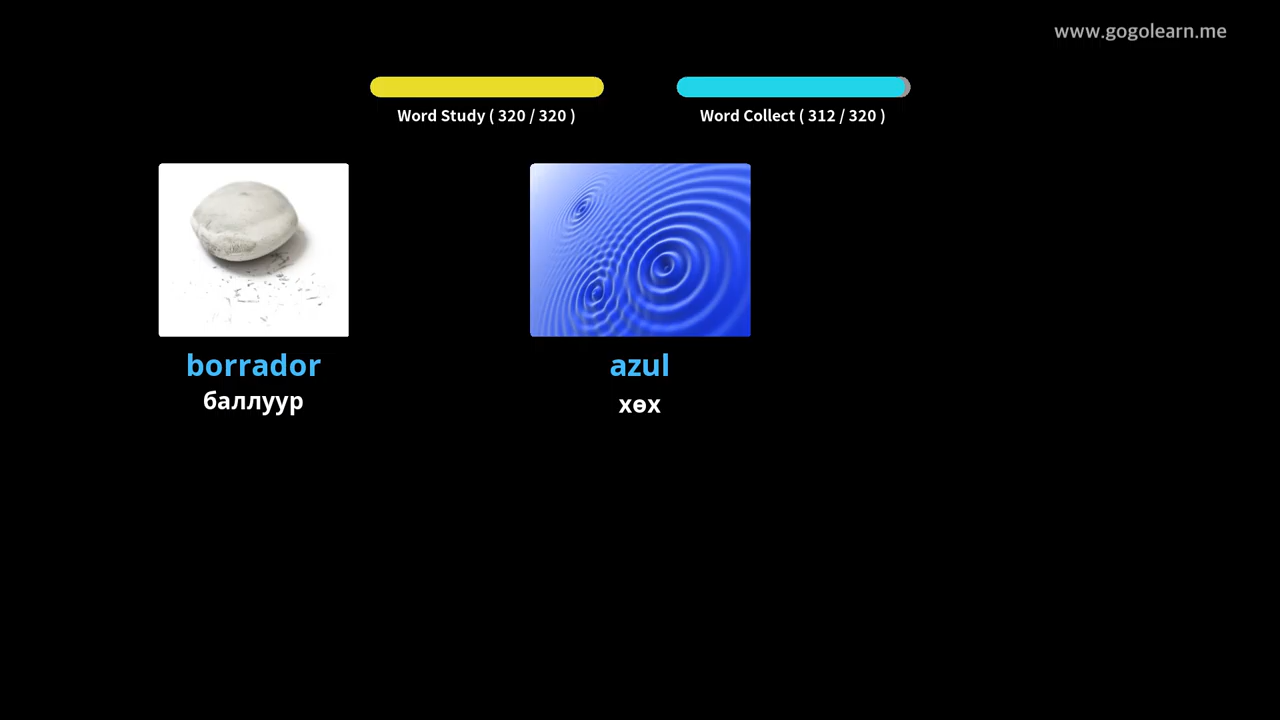 www.gogolearn.me
Word Study ( 320 / 320 )
Word Collect ( 312 / 320 )
borrador
баллуур
azul
хөх